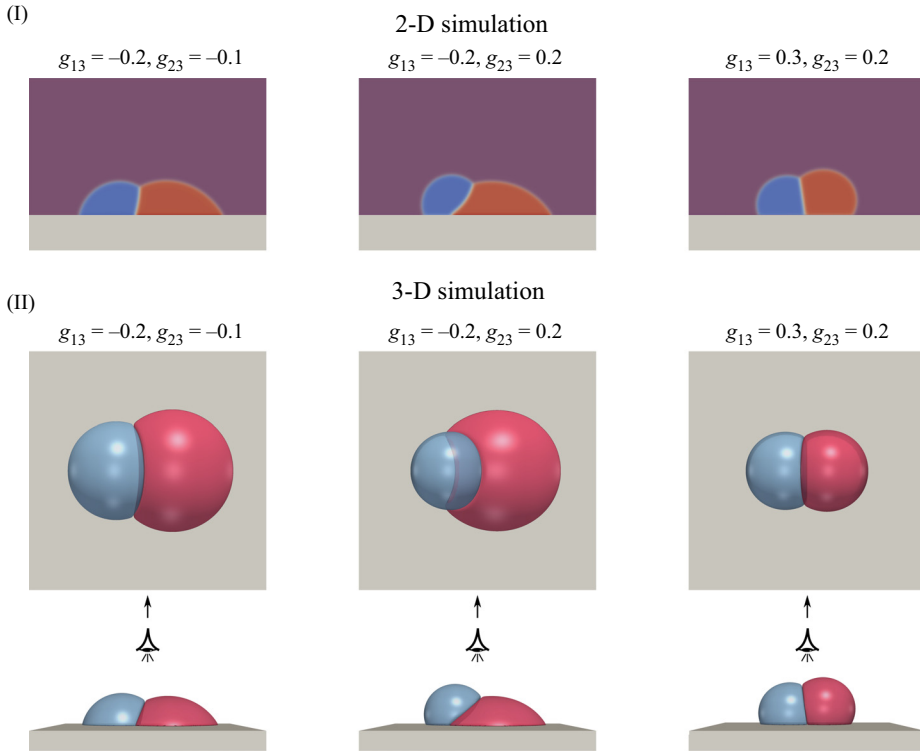 (I)
2-D simulation
g13 = –0.2, g23 = –0.1
g13 = –0.2, g23 = 0.2
g13 = 0.3, g23 = 0.2
(II)
3-D simulation
g13 = –0.2, g23 = –0.1
g13 = –0.2, g23 = 0.2
g13 = 0.3, g23 = 0.2